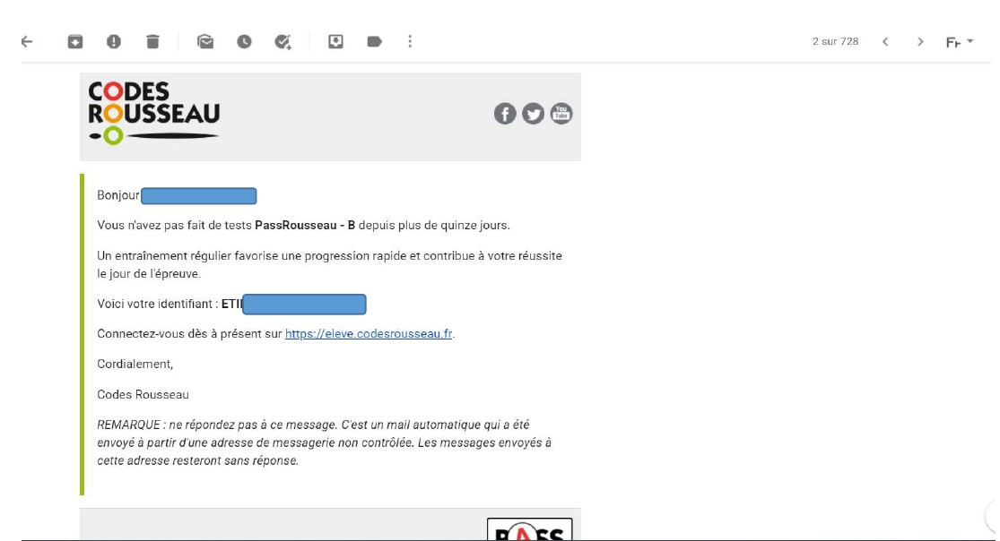 2 sur 728
Fr
CODES
ROUSSEAU
You
Tube
Bonjour
Vous n'avez pas fait de tests PassRousseau - B depuis plus de quinze jours.
Un entraînement régulier favorise une progression rapide et contribue à votre réussite
le jour de l'épreuve.
Voici votre identifiant : ETII
Connectez-vous dès à présent sur https://eleve.codesrousseau.fr.
Cordialement,
Codes Rousseau
REMARQUE : ne répondez pas à ce message. C'est un mail automatique qui a été
envoyé à partir d'une adresse de messagerie non contrôlée. Les messages envoyés à
cette adresse resteront sans réponse.
PASS